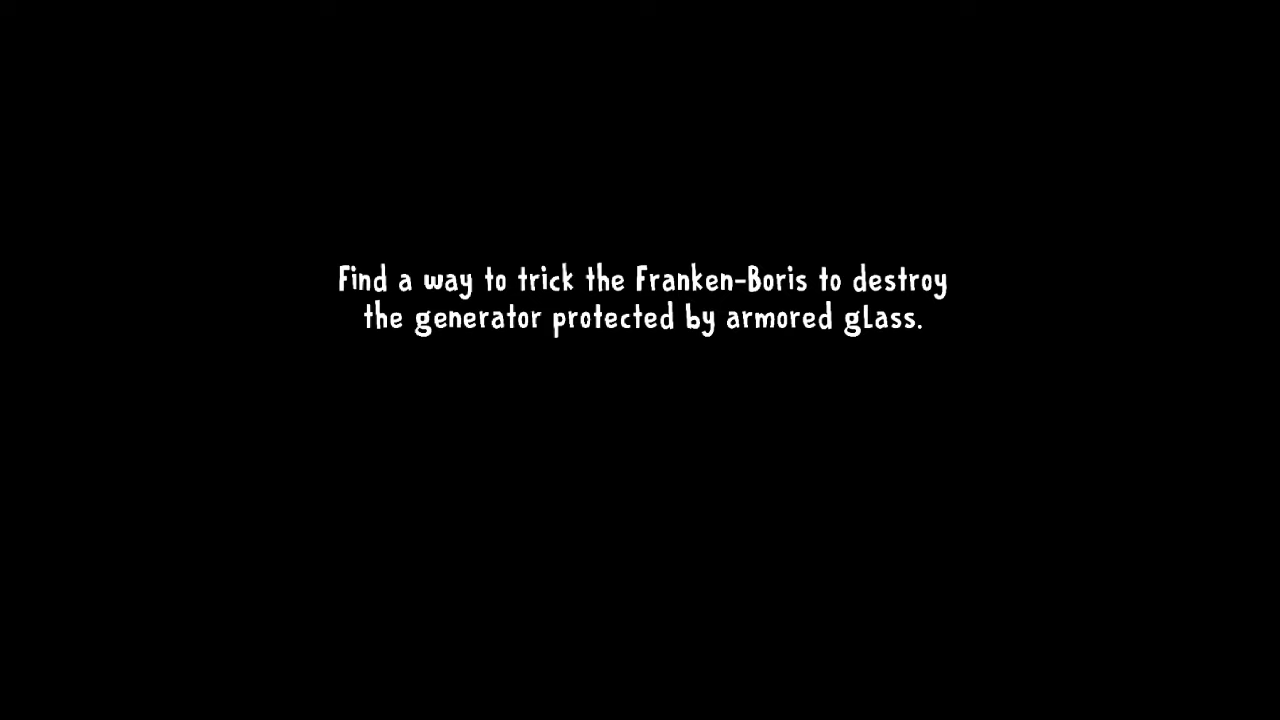 Find a way to trick the Franken-Boris to destroy
the generator protected by armored glass.